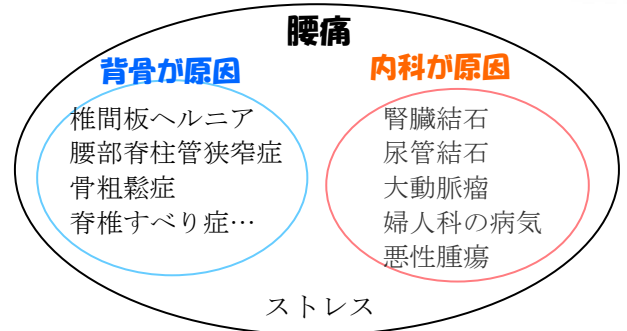 腰痛
背骨が原因
椎間板ヘルニア
腰部脊柱管狭窄症
骨粗鬆症
脊椎すべり症…
内科が原因
腎臓結石
尿管結石
大動脈瘤
婦人科の病気
悪性腫瘍
ストレス